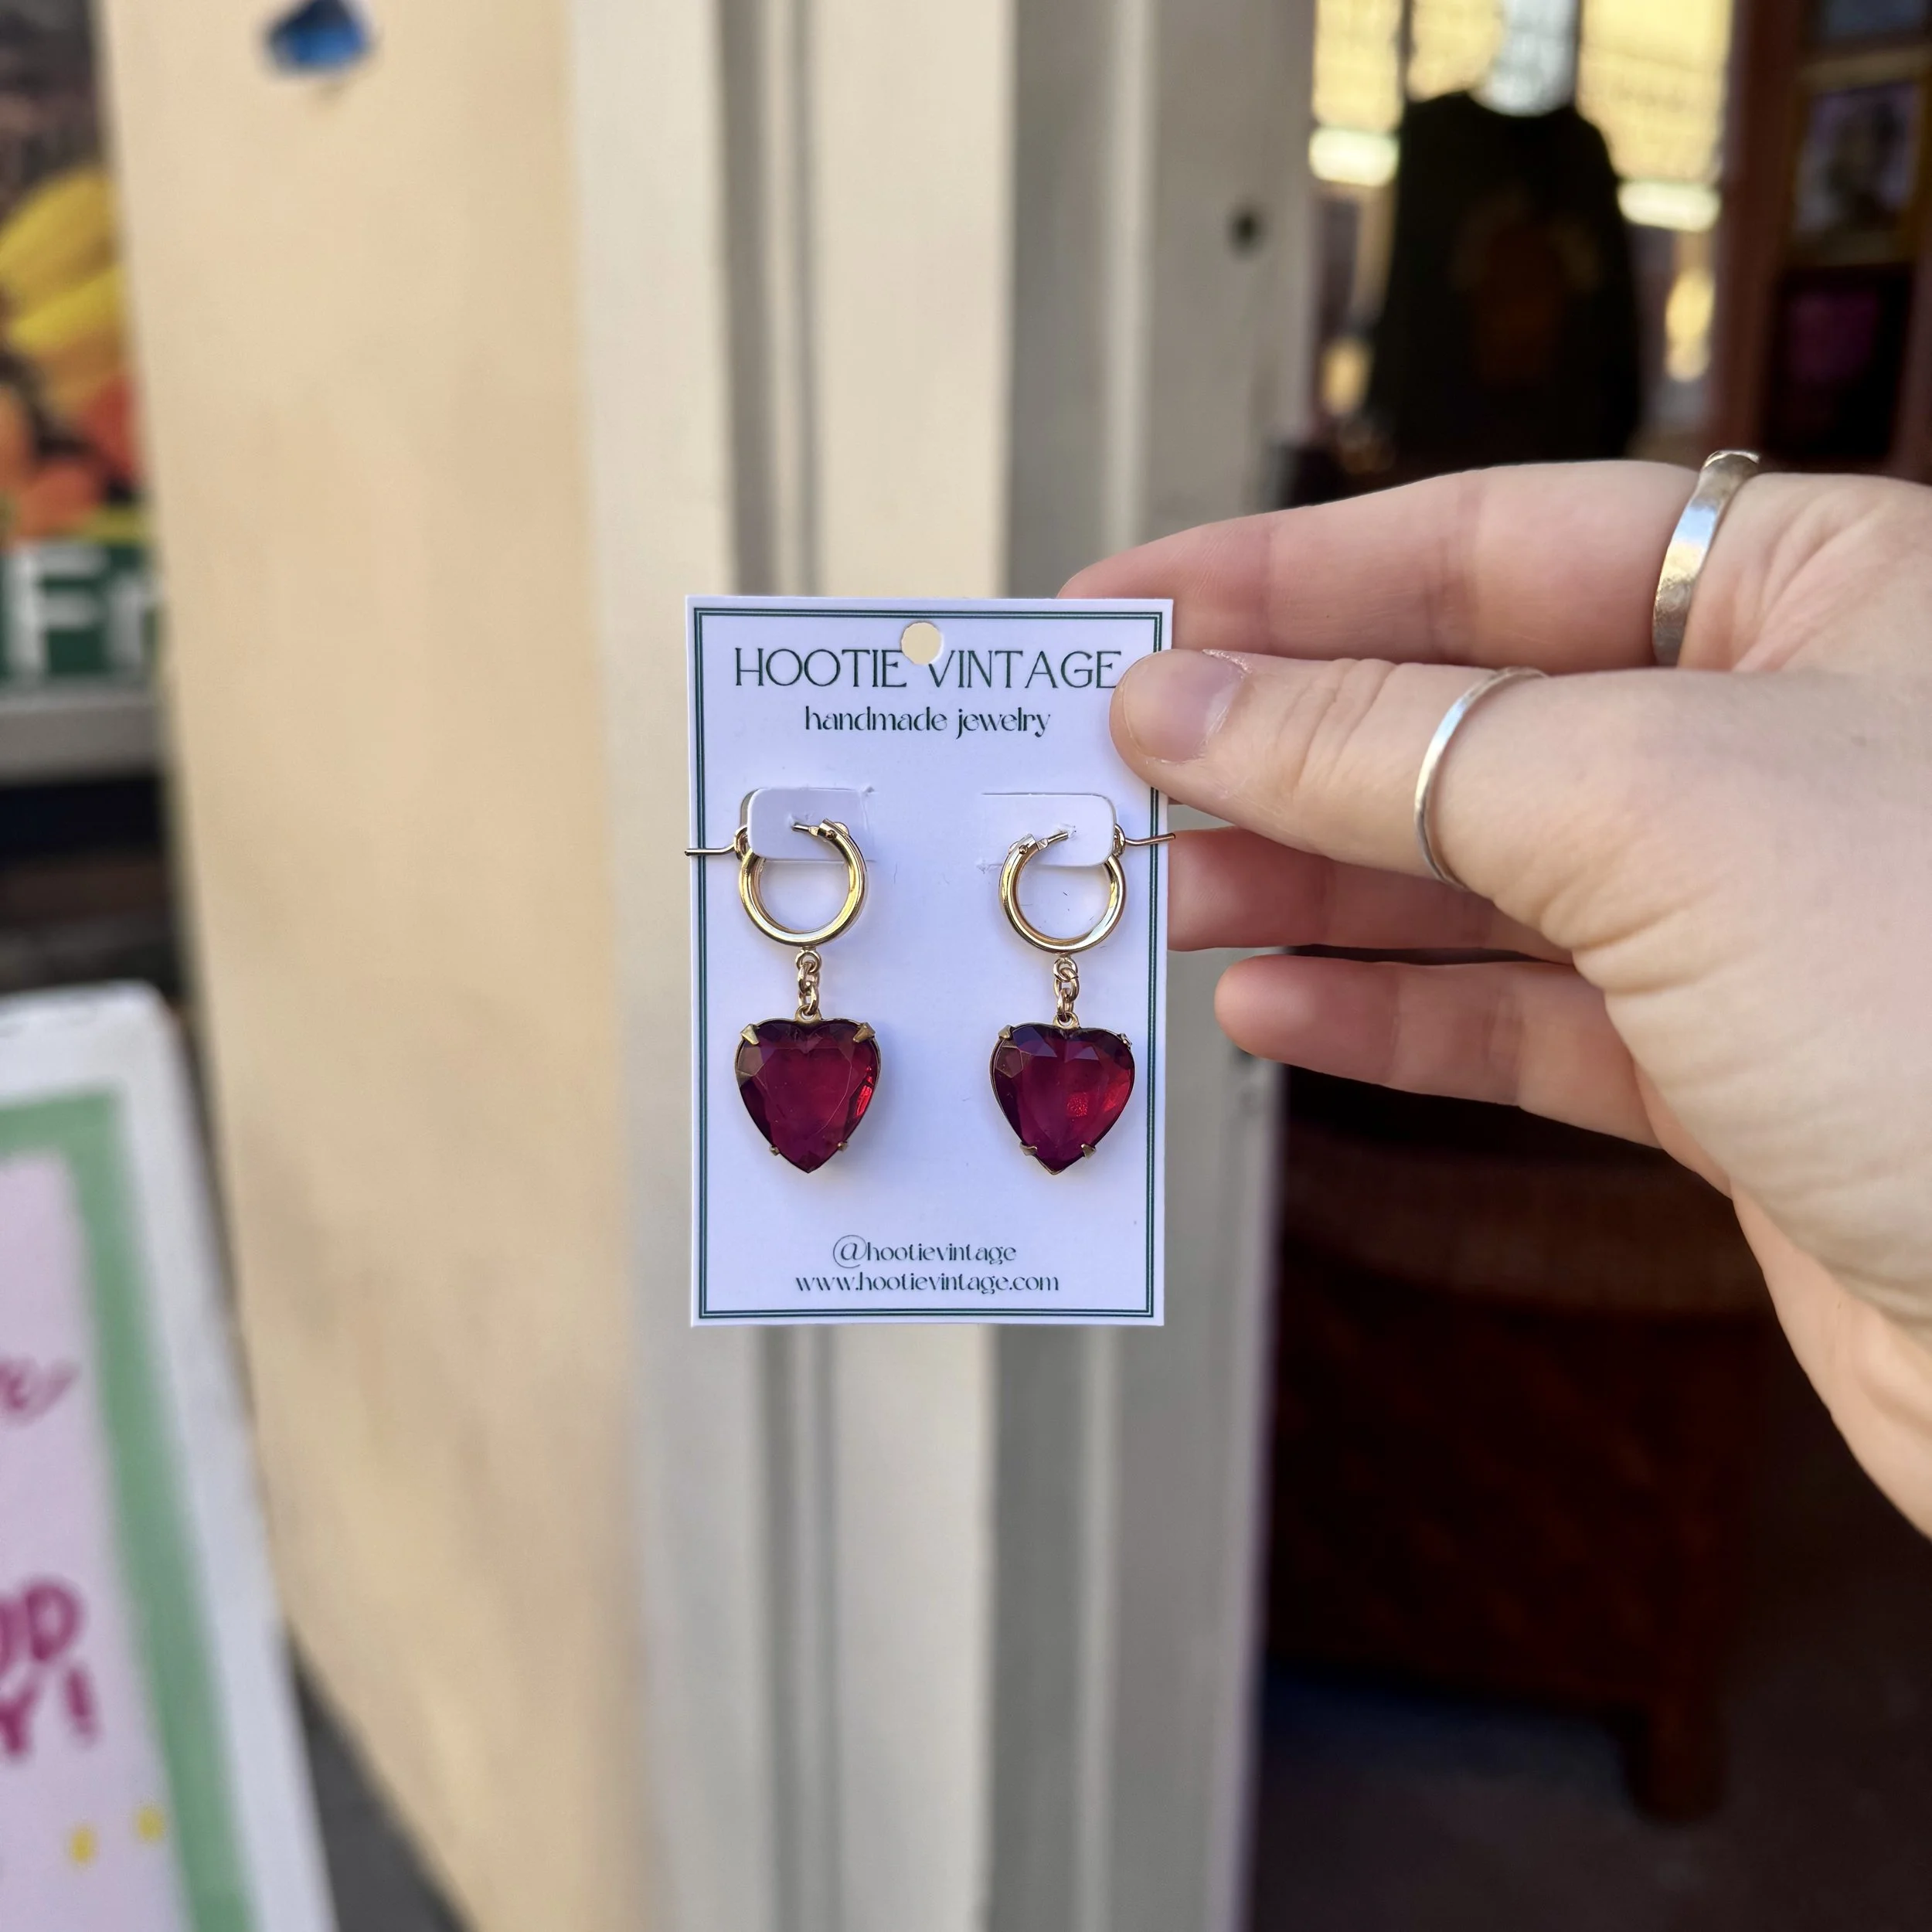 HOOTIE VINTAGE
handmade jewelry
@hootievintage
www.hootievintage.com